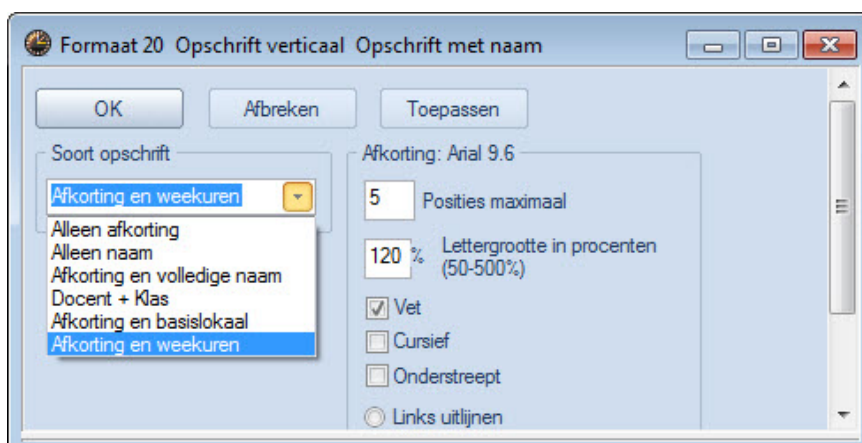 Formaat 20 Opschrift verticaal Opschrift met naam
OK Afbreken Toepassen
Soort opschrift
Afkorting en weekuren
Alleen afkorting
Alleen naam
Afkorting en volledige naam
Docent + Klas
Afkorting en basislokaal
Afkorting en weekuren
Afkorting: Arial 9.6
5 Posities maximaal
120 % Lettergrootte in procenten
(50-500%)
Vet
Cursief
Onderstreept
Links uitlijnen